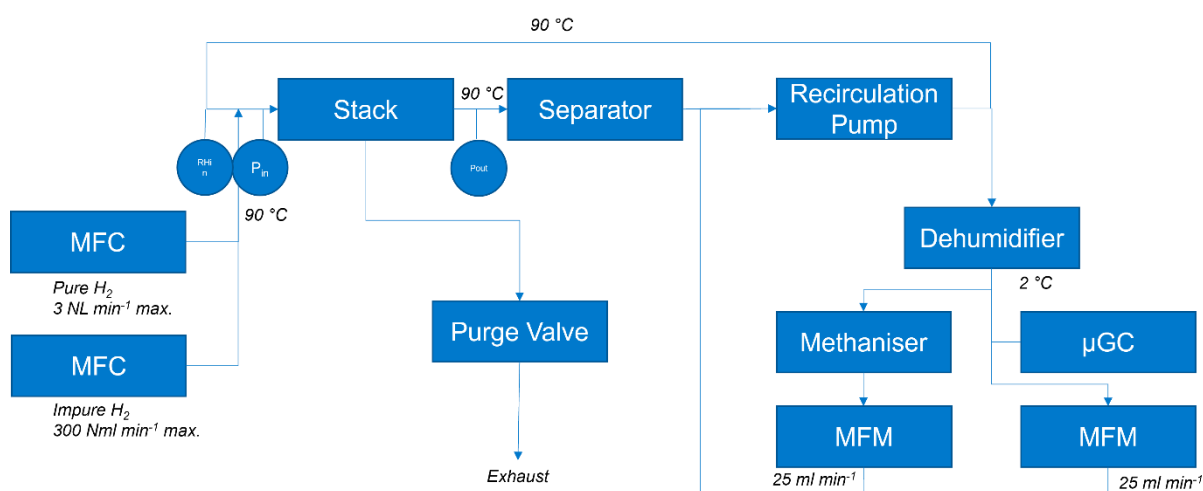 90 °C
Stack
90 °C
Separator
Recirculation
Pump
RHi
n
P_in
Pout
90 °C
MFC
Pure H₂
3 NL min⁻¹ max.
MFC
Impure H₂
300 Nml min⁻¹ max.
Purge Valve
Exhaust
Dehumidifier
2 °C
Methaniser
µGC
MFM
MFM
25 ml min⁻¹
25 ml min⁻¹